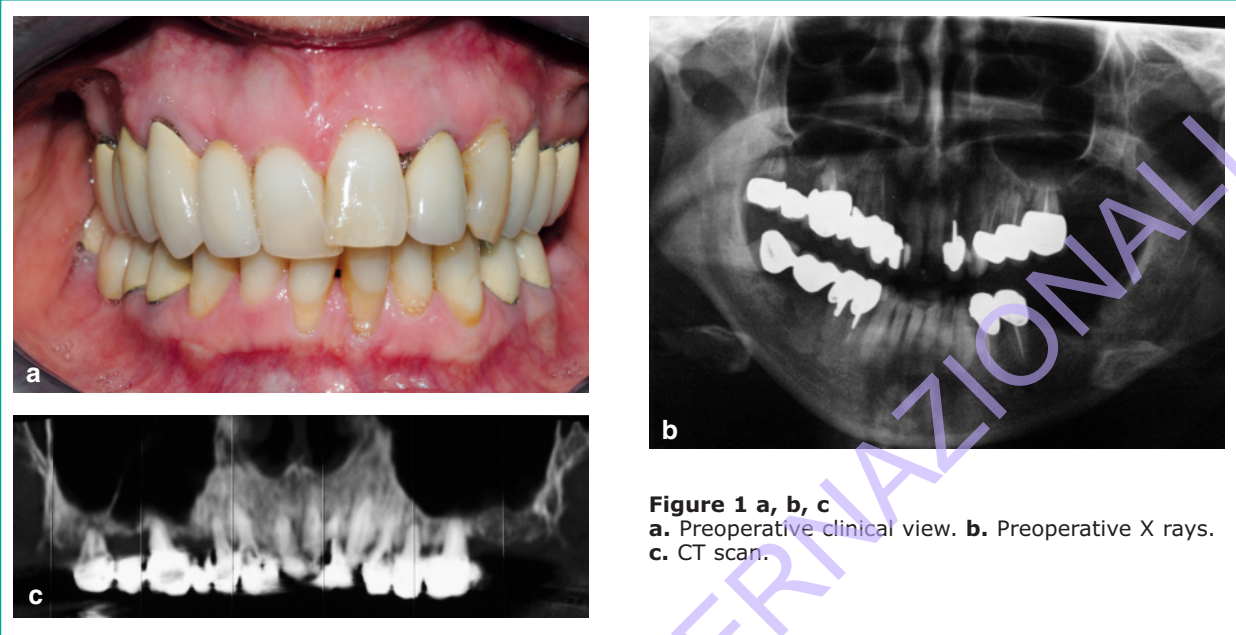 a
b
c
Figure 1 a, b, c
a. Preoperative clinical view. b. Preoperative X rays.
c. CT scan.
ERNAZIONALI